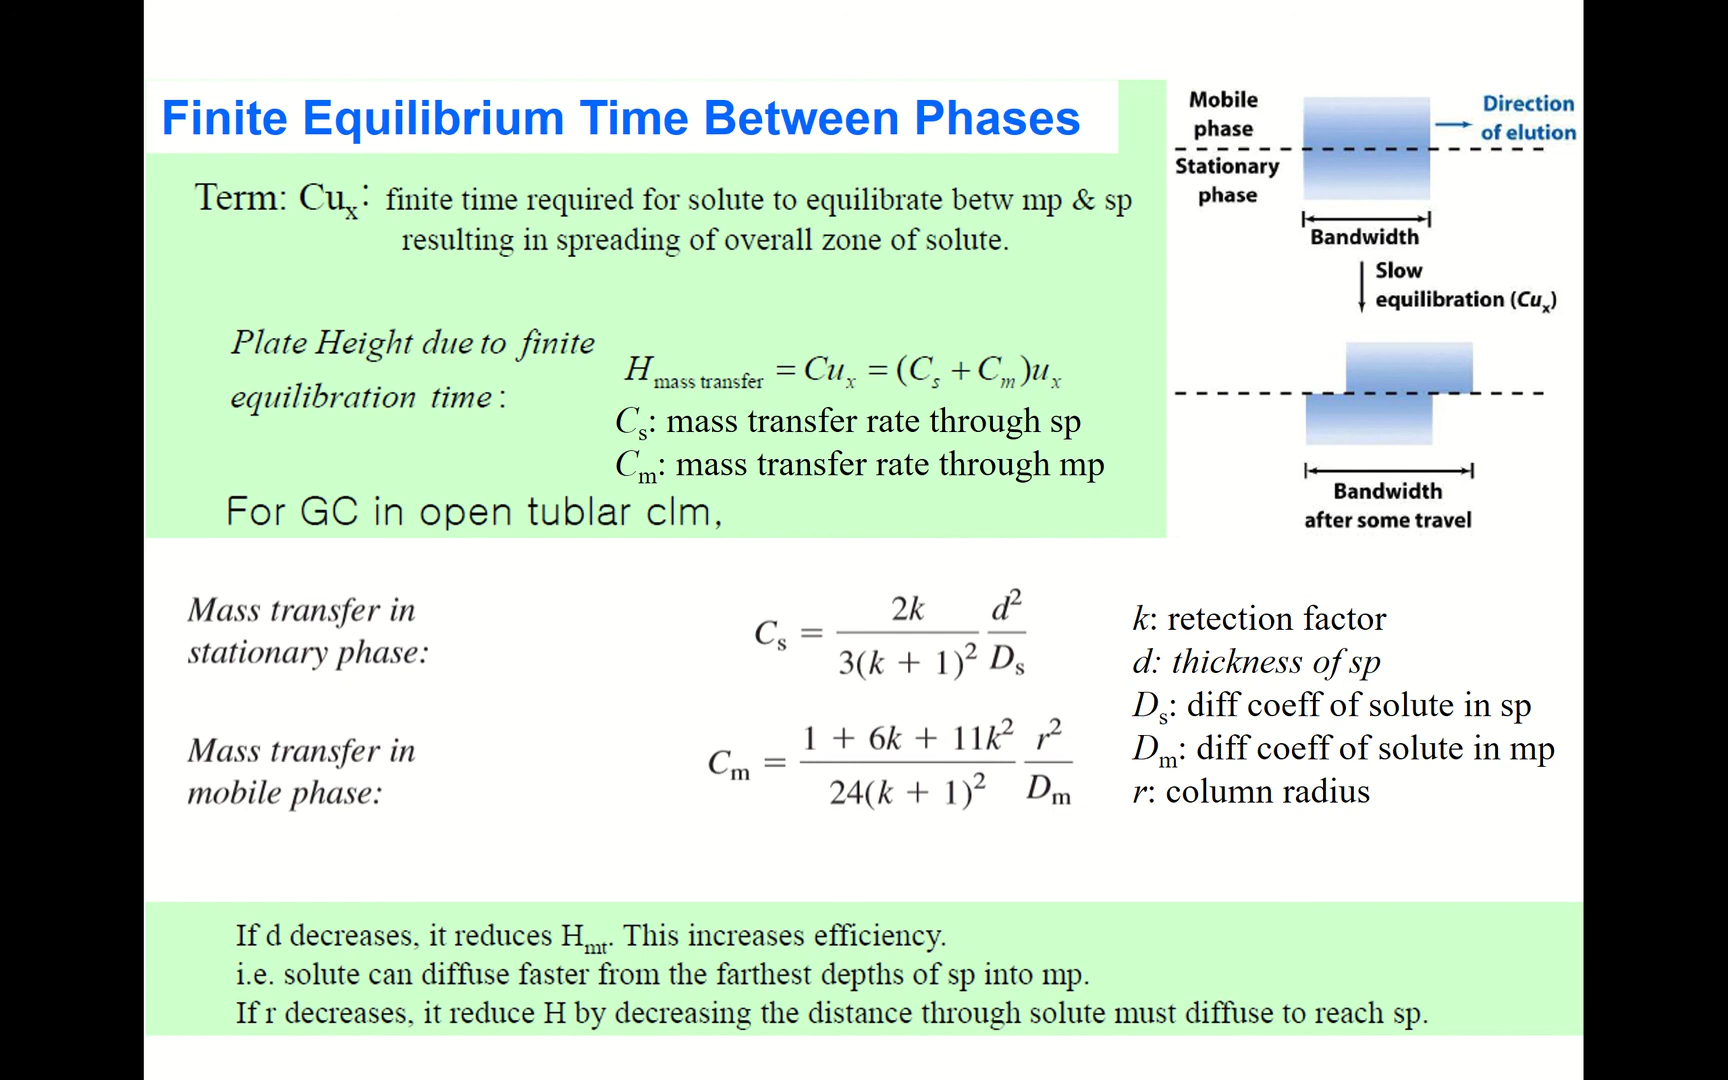 Finite Equilibrium Time Between Phases
Term: Cuₓ: finite time required for solute to equilibrate betw mp & sp
resulting in spreading of overall zone of solute.
Plate Height due to finite
equilibration time :
H mass transfer = Cuₓ = (Cₛ + Cₘ)uₓ
Cₛ: mass transfer rate through sp
Cₘ: mass transfer rate through mp
For GC in open tublar clm,
Mobile
phase
Direction
of elution
Stationary
phase
Bandwidth
Slow
equilibration (Cuₓ)
Bandwidth
after some travel
Mass transfer in
stationary phase:
Cₛ = 2k / 3(k + 1)² d² / Dₛ
Mass transfer in
mobile phase:
Cₘ = 1 + 6k + 11k² / 24(k + 1)² r² / Dₘ
k: retection factor
d: thickness of sp
Dₛ: diff coeff of solute in sp
Dₘ: diff coeff of solute in mp
r: column radius
If d decreases, it reduces Hₘₜ. This increases efficiency.
i.e. solute can diffuse faster from the farthest depths of sp into mp.
If r decreases, it reduce H by decreasing the distance through solute must diffuse to reach sp.